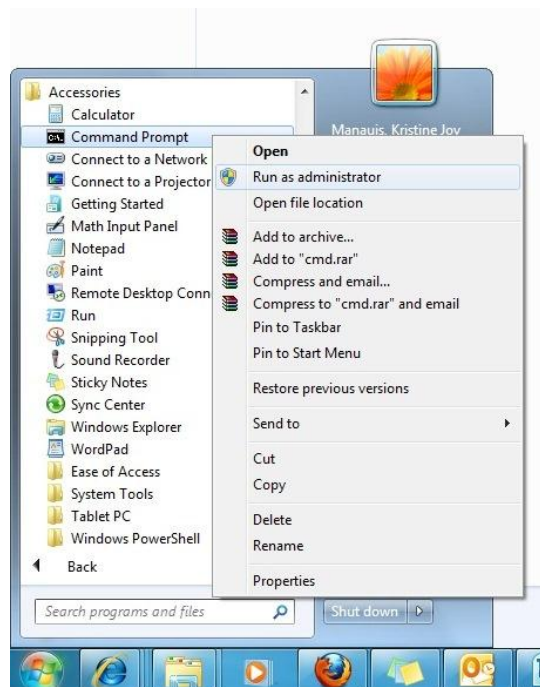 Accessories
Calculator
Command Prompt
Connect to a Network
Connect to a Projector
Getting Started
Math Input Panel
Notepad
Paint
Remote Desktop Conn
Run
Snipping Tool
Sound Recorder
Sticky Notes
Sync Center
Windows Explorer
WordPad
Ease of Access
System Tools
Tablet PC
Windows PowerShell
Back
Search programs and files
Manauis, Kristine Joy
Open
Run as administrator
Open file location
Add to archive...
Add to "cmd.rar"
Compress and email...
Compress to "cmd.rar" and email
Pin to Taskbar
Pin to Start Menu
Restore previous versions
Send to
Cut
Copy
Delete
Rename
Properties
Shut down